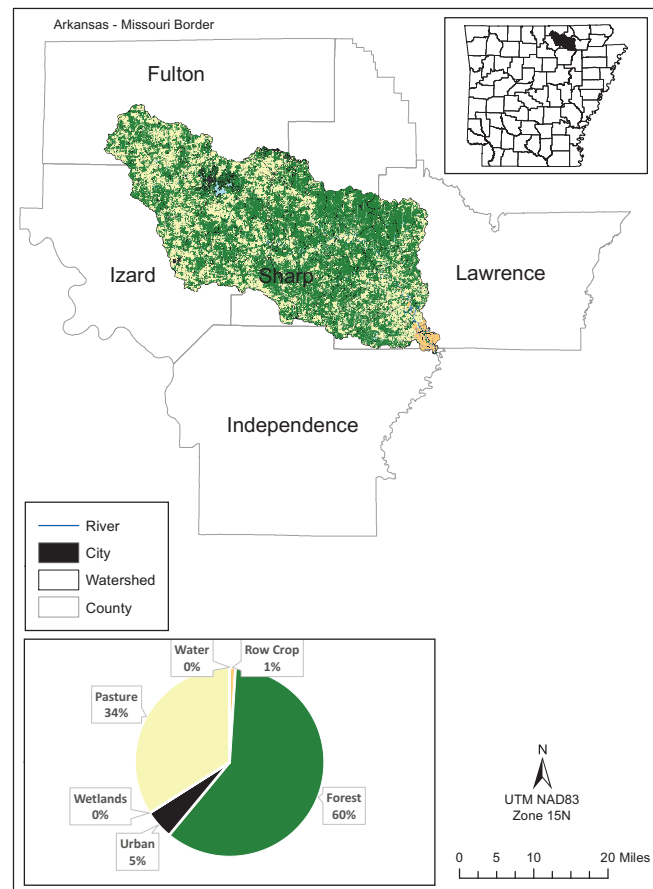 Arkansas - Missouri Border
Fulton
Izard
Sharp
Lawrence
Independence
River
City
Watershed
County
Water
0%
Row Crop
1%
Pasture
34%
Wetlands
0%
Urban
5%
Forest
60%
N
UTM NAD83
Zone 15N
0 5 10 20 Miles